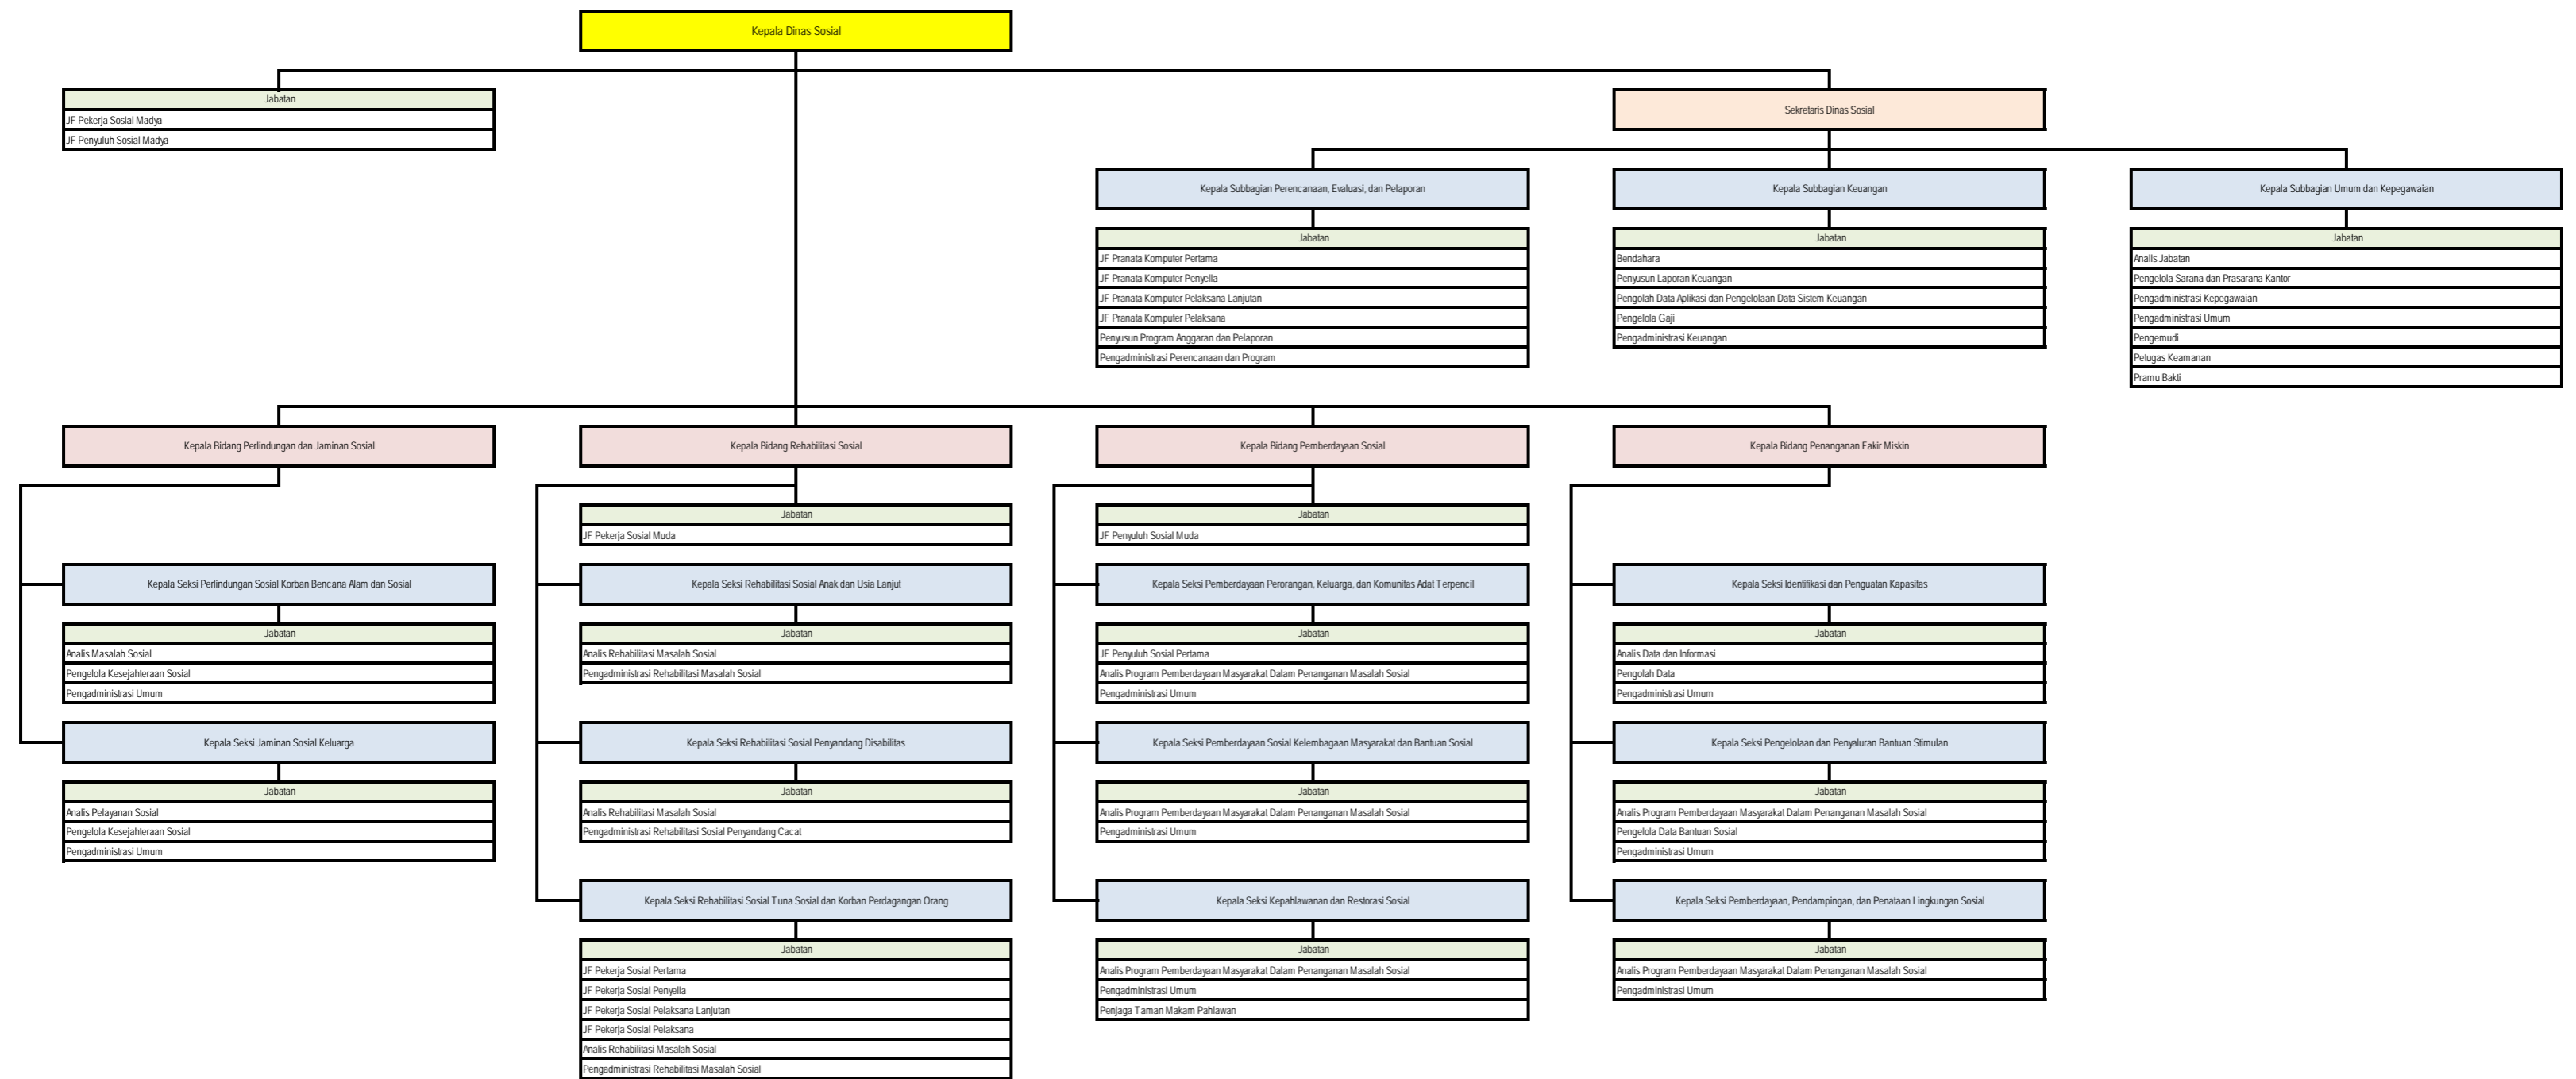 Kepala Dinas Sosial
Jabatan
JF Pekerja Sosial Madya
JF Penyuluh Sosial Madya
Sekretaris Dinas Sosial
Kepala Subbagian Perencanaan, Evaluasi, dan Pelaporan
Jabatan
JF Pranata Komputer Pertama
JF Pranata Komputer Penyelia
JF Pranata Komputer Pelaksana Lanjutan
JF Pranata Komputer Pelaksana
Penyusun Program Anggaran dan Pelaporan
Pengadministrasi Perencanaan dan Program
Kepala Subbagian Keuangan
Jabatan
Bendahara
Penyusun Laporan Keuangan
Pengolah Data Aplikasi dan Pengelolaan Data Sistem Keuangan
Pengelola Gaji
Pengadministrasi Keuangan
Kepala Subbagian Umum dan Kepegawaian
Jabatan
Analis Jabatan
Pengelola Sarana dan Prasarana Kantor
Pengadministrasi Kepegawaian
Pengadministrasi Umum
Pengemudi
Petugas Keamanan
Pramu Bakti
Kepala Bidang Perlindungan dan Jaminan Sosial
Kepala Seksi Perlindungan Sosial Korban Bencana Alam dan Sosial
Jabatan
Analis Masalah Sosial
Pengelola Kesejahteraan Sosial
Pengadministrasi Umum
Kepala Seksi Jaminan Sosial Keluarga
Jabatan
Analis Pelayanan Sosial
Pengelola Kesejahteraan Sosial
Pengadministrasi Umum
Kepala Bidang Rehabilitasi Sosial
Jabatan
JF Pekerja Sosial Muda
Kepala Seksi Rehabilitasi Sosial Anak dan Usia Lanjut
Jabatan
Analis Rehabilitasi Masalah Sosial
Pengadministrasi Rehabilitasi Masalah Sosial
Kepala Seksi Rehabilitasi Sosial Penyandang Disabilitas
Jabatan
Analis Rehabilitasi Masalah Sosial
Pengadministrasi Rehabilitasi Sosial Penyandang Cacat
Kepala Seksi Rehabilitasi Sosial Tuna Sosial dan Korban Perdagangan Orang
Jabatan
JF Pekerja Sosial Pertama
JF Pekerja Sosial Penyelia
JF Pekerja Sosial Pelaksana Lanjutan
JF Pekerja Sosial Pelaksana
Analis Rehabilitasi Masalah Sosial
Pengadministrasi Rehabilitasi Masalah Sosial
Kepala Bidang Pemberdayaan Sosial
Jabatan
JF Penyuluh Sosial Muda
Kepala Seksi Pemberdayaan Perorangan, Keluarga, dan Komunitas Adat Terpencil
Jabatan
JF Penyuluh Sosial Pertama
Analis Program Pemberdayaan Masyarakat Dalam Penanganan Masalah Sosial
Pengadministrasi Umum
Kepala Seksi Pemberdayaan Sosial Kelembagaan Masyarakat dan Bantuan Sosial
Jabatan
Analis Program Pemberdayaan Masyarakat Dalam Penanganan Masalah Sosial
Pengadministrasi Umum
Kepala Seksi Kepahlawanan dan Restorasi Sosial
Jabatan
Analis Program Pemberdayaan Masyarakat Dalam Penanganan Masalah Sosial
Pengadministrasi Umum
Penjaga Taman Makam Pahlawan
Kepala Bidang Penanganan Fakir Miskin
Kepala Seksi Identifikasi dan Penguatan Kapasitas
Jabatan
Analis Data dan Informasi
Pengolah Data
Pengadministrasi Umum
Kepala Seksi Pengelolaan dan Penyaluran Bantuan Stimulan
Jabatan
Analis Program Pemberdayaan Masyarakat Dalam Penanganan Masalah Sosial
Pengelola Data Bantuan Sosial
Pengadministrasi Umum
Kepala Seksi Pemberdayaan, Pendampingan, dan Penataan Lingkungan Sosial
Jabatan
Analis Program Pemberdayaan Masyarakat Dalam Penanganan Masalah Sosial
Pengadministrasi Umum